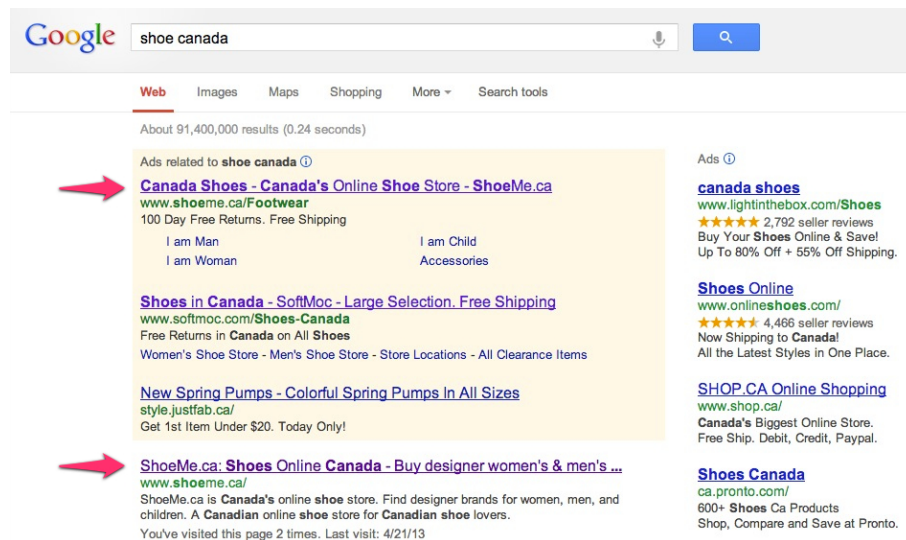 Google
shoe canada
Web Images Maps Shopping More Search tools
About 91,400,000 results (0.24 seconds)
Ads related to shoe canada
Canada Shoes - Canada's Online Shoe Store - ShoeMe.ca
www.shoeme.ca/Footwear
100 Day Free Returns. Free Shipping
I am Man I am Child
I am Woman Accessories
Shoes in Canada - SoftMoc - Large Selection. Free Shipping
www.softmoc.com/Shoes-Canada
Free Returns in Canada on All Shoes
Women's Shoe Store - Men's Shoe Store - Store Locations - All Clearance Items
New Spring Pumps - Colorful Spring Pumps In All Sizes
style.justfab.ca/
Get 1st Item Under $20. Today Only!
ShoeMe.ca: Shoes Online Canada - Buy designer women's & men's ...
www.shoeme.ca/
ShoeMe.ca is Canada's online shoe store. Find designer brands for women, men, and
children. A Canadian online shoe store for Canadian shoe lovers.
You've visited this page 2 times. Last visit: 4/21/13
Ads
canada shoes
www.lightinthebox.com/Shoes
2,792 seller reviews
Buy Your Shoes Online & Save!
Up To 80% Off + 55% Off Shipping.
Shoes Online
www.onlineshoes.com/
4,466 seller reviews
Now Shipping to Canada!
All the Latest Styles in One Place.
SHOP.CA Online Shopping
www.shop.ca/
Canada's Biggest Online Store.
Free Ship. Debit, Credit, Paypal.
Shoes Canada
ca.pronto.com/
600+ Shoes Ca Products
Shop, Compare and Save at Pronto.